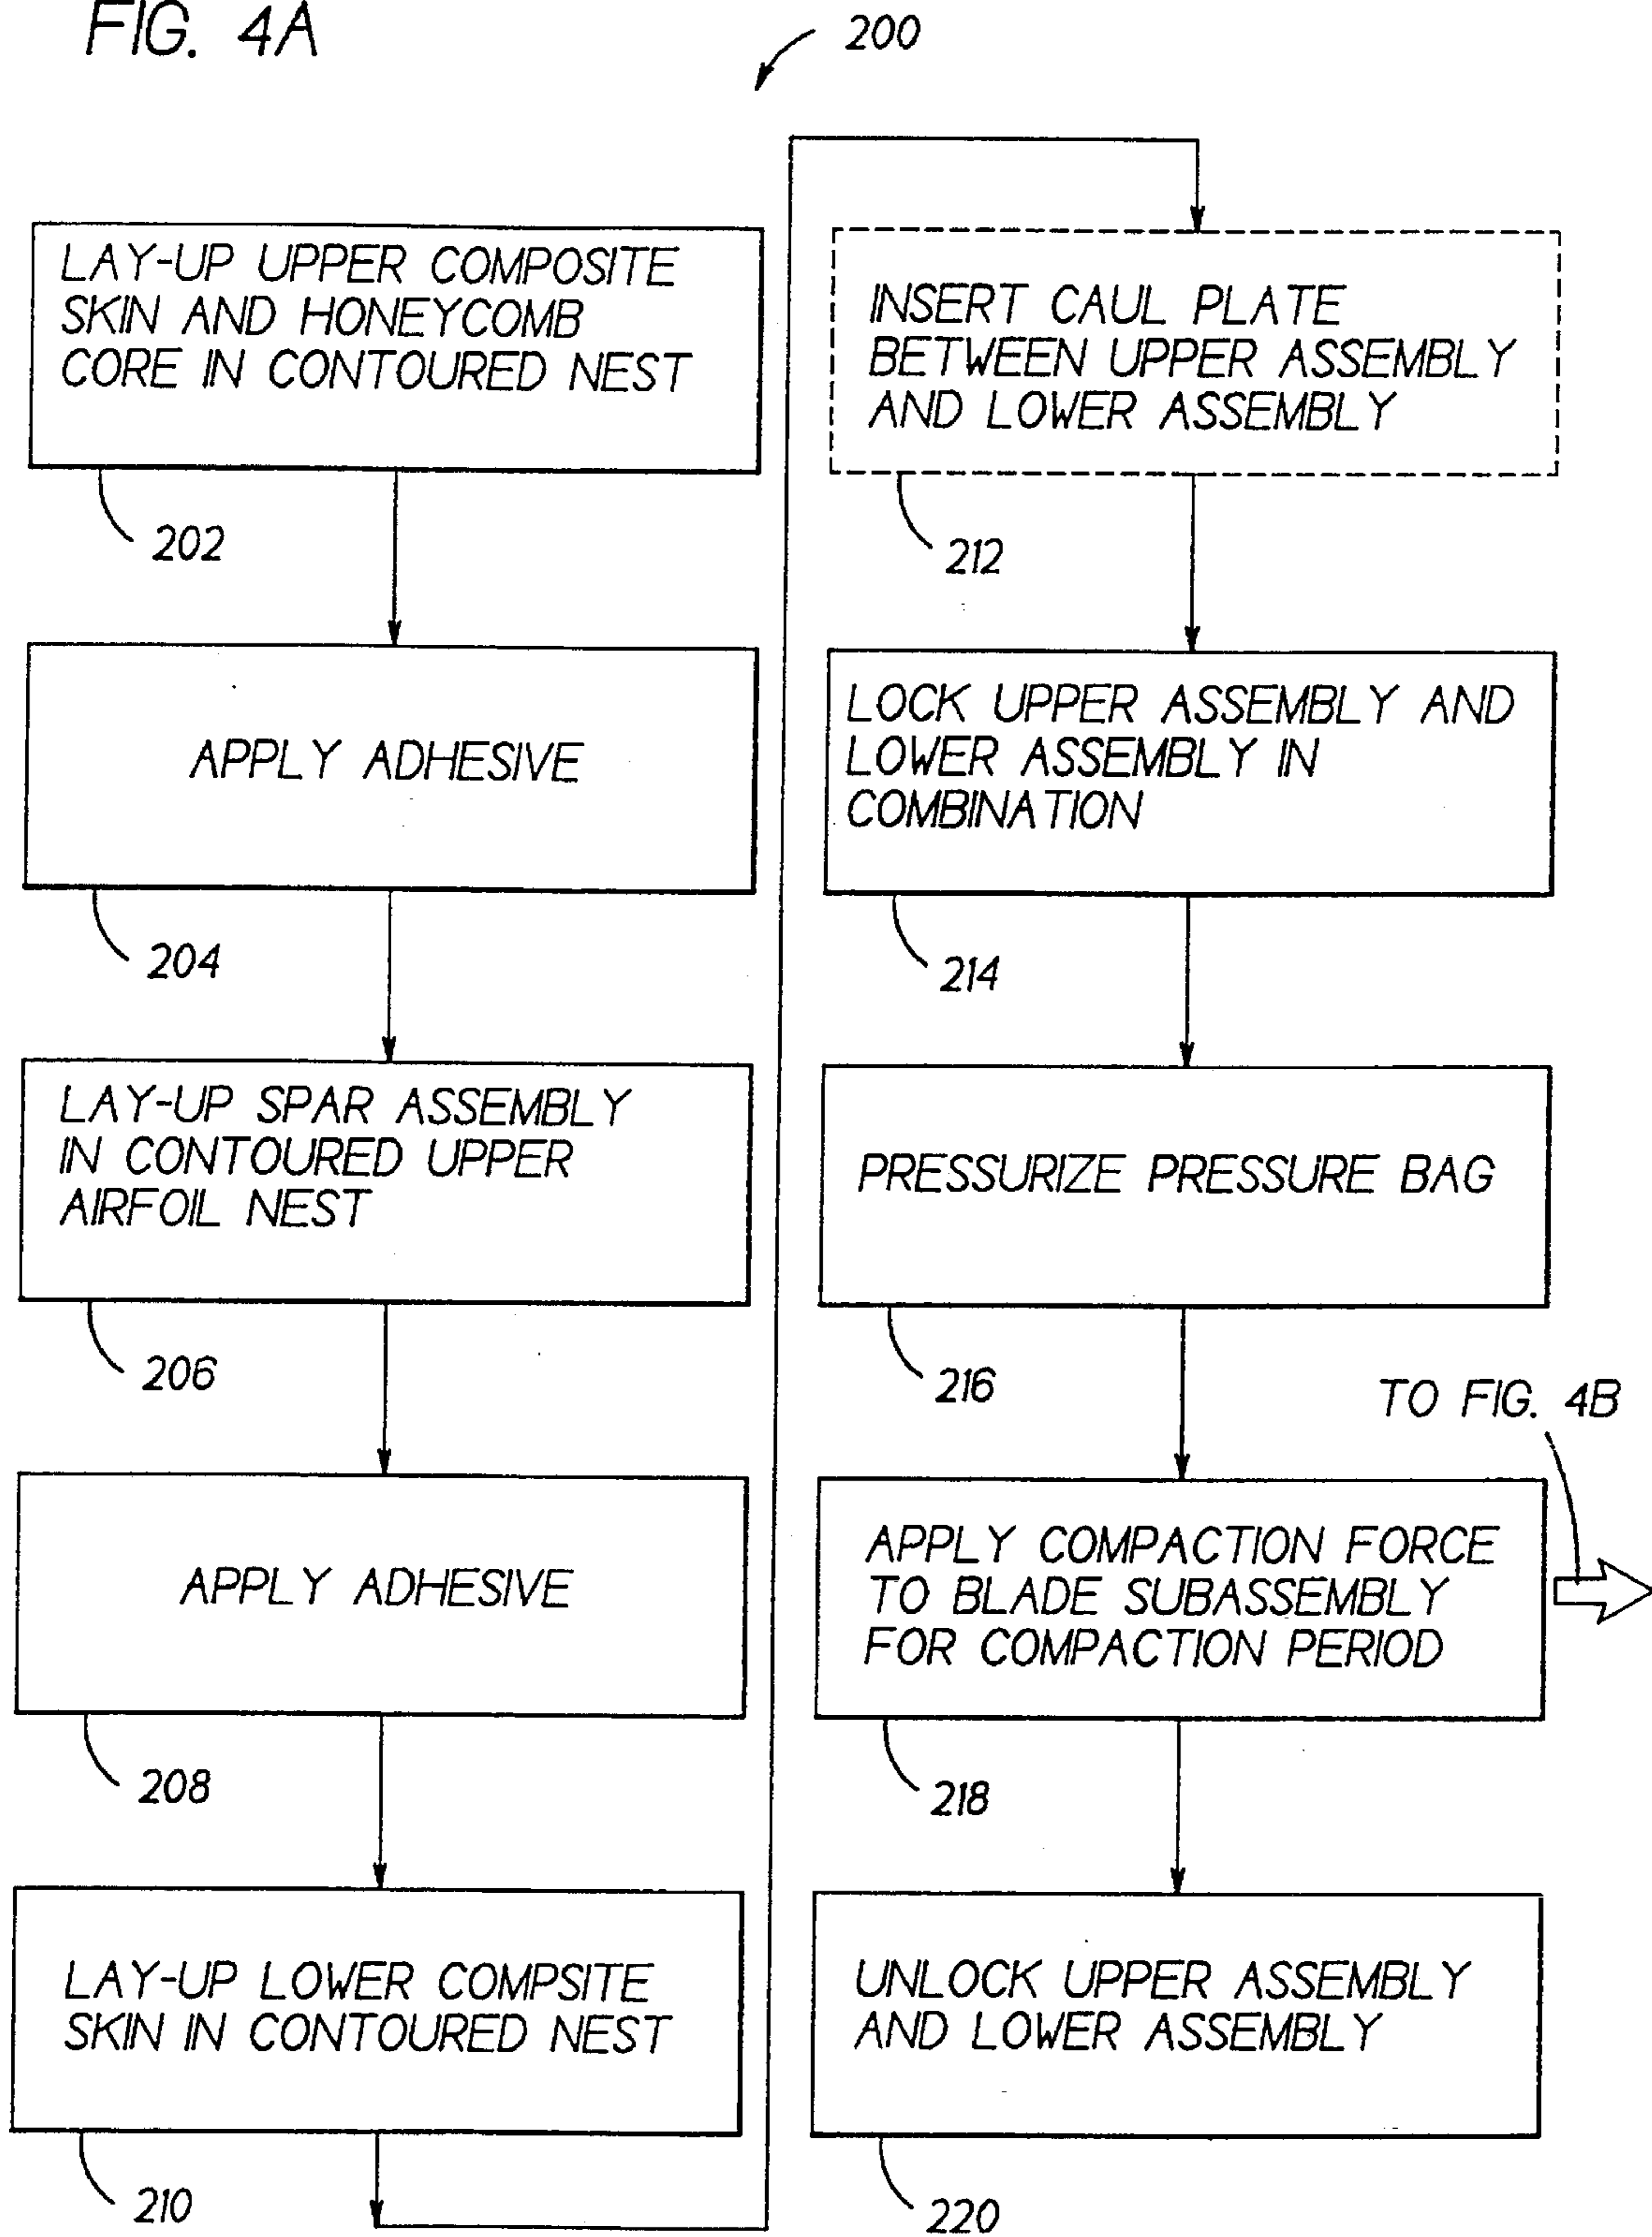 FIG. 4A
200
LAY-UP UPPER COMPOSITE
SKIN AND HONEYCOMB
CORE IN CONTOURED NEST
202
APPLY ADHESIVE
204
LAY-UP SPAR ASSEMBLY
IN CONTOURED UPPER
AIRFOIL NEST
206
APPLY ADHESIVE
208
LAY-UP LOWER COMPSITE
SKIN IN CONTOURED NEST
210
INSERT CAUL PLATE
BETWEEN UPPER ASSEMBLY
AND LOWER ASSEMBLY
212
LOCK UPPER ASSEMBLY AND
LOWER ASSEMBLY IN
COMBINATION
214
PRESSURIZE PRESSURE BAG
216
TO FIG. 4B
APPLY COMPACTION FORCE
TO BLADE SUBASSEMBLY
FOR COMPACTION PERIOD
218
UNLOCK UPPER ASSEMBLY
AND LOWER ASSEMBLY
220